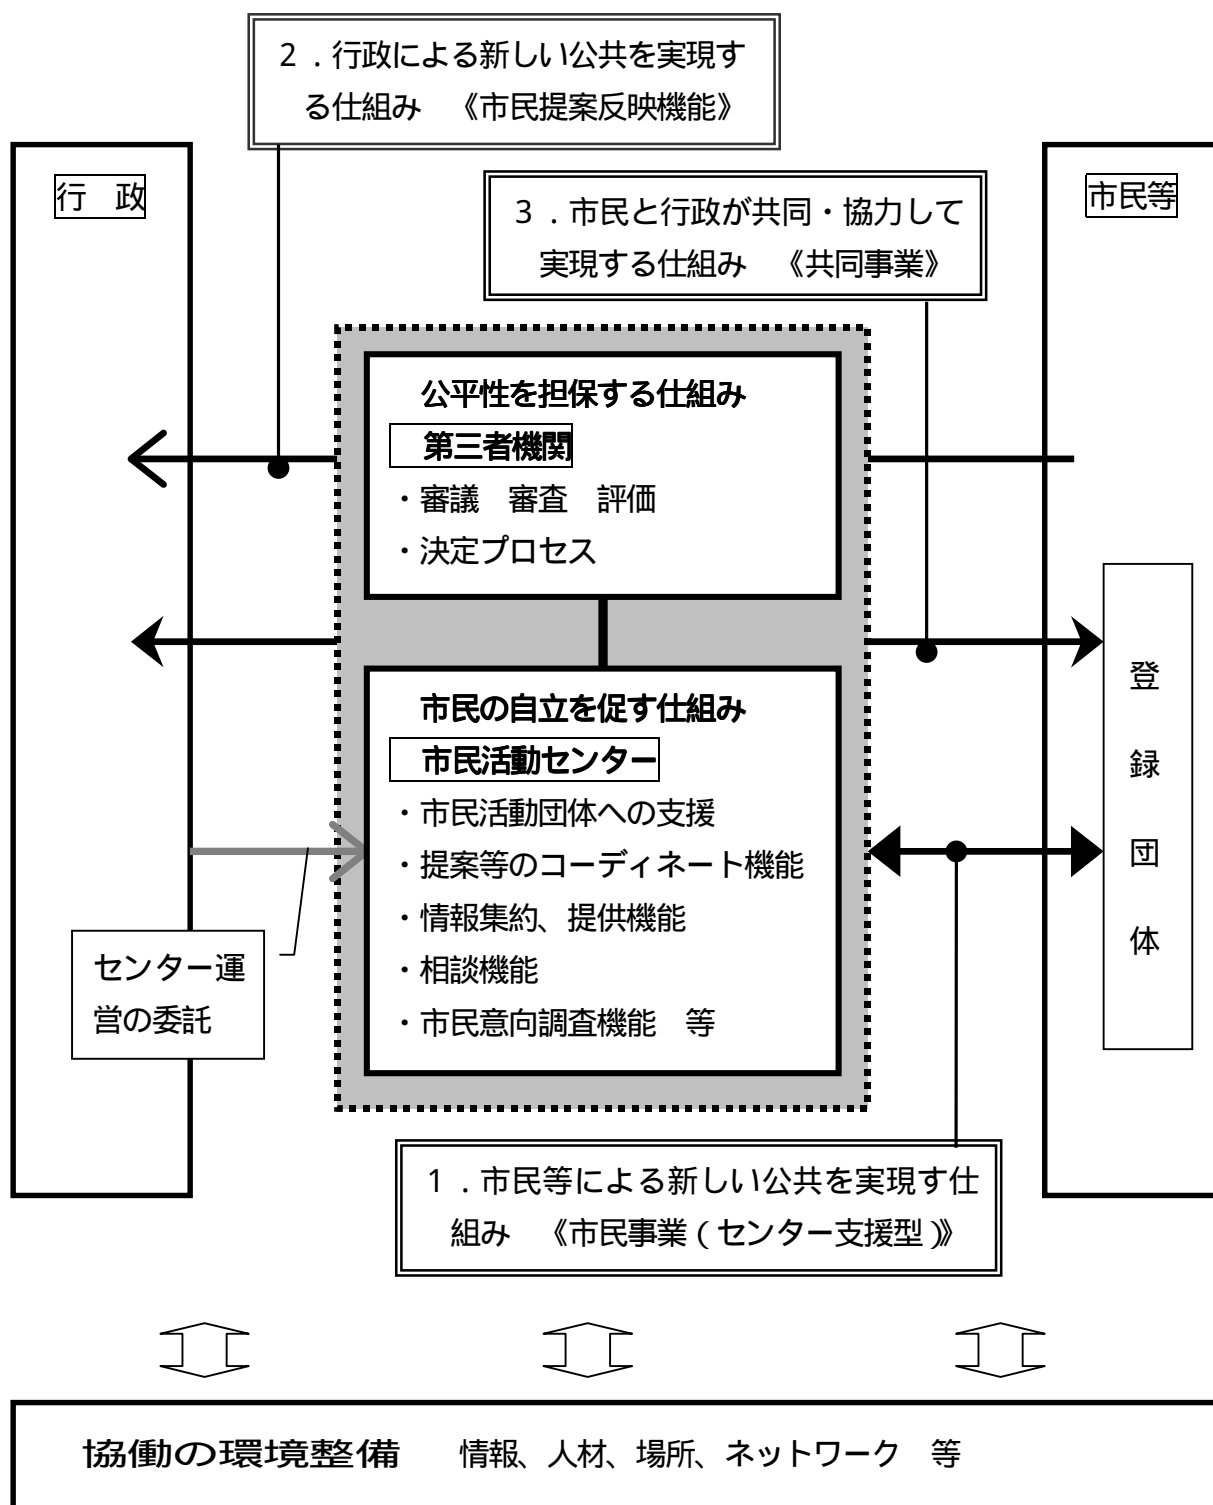 ２．行政による新しい公共を実現す
る仕組み　《市民提案反映機能》
行　政
市民等
３．市民と行政が共同・協力して
実現する仕組み　《共同事業》
公平性を担保する仕組み
第三者機関
・審議　審査　評価
・決定プロセス
登
録
団
体
市民の自立を促す仕組み
市民活動センター
・市民活動団体への支援
・提案等のコーディネート機能
・情報集約、提供機能
・相談機能
・市民意向調査機能　等
センター運
営の委託
１．市民等による新しい公共を実現す仕
組み　《市民事業（センター支援型）》
協働の環境整備　情報、人材、場所、ネットワーク　等